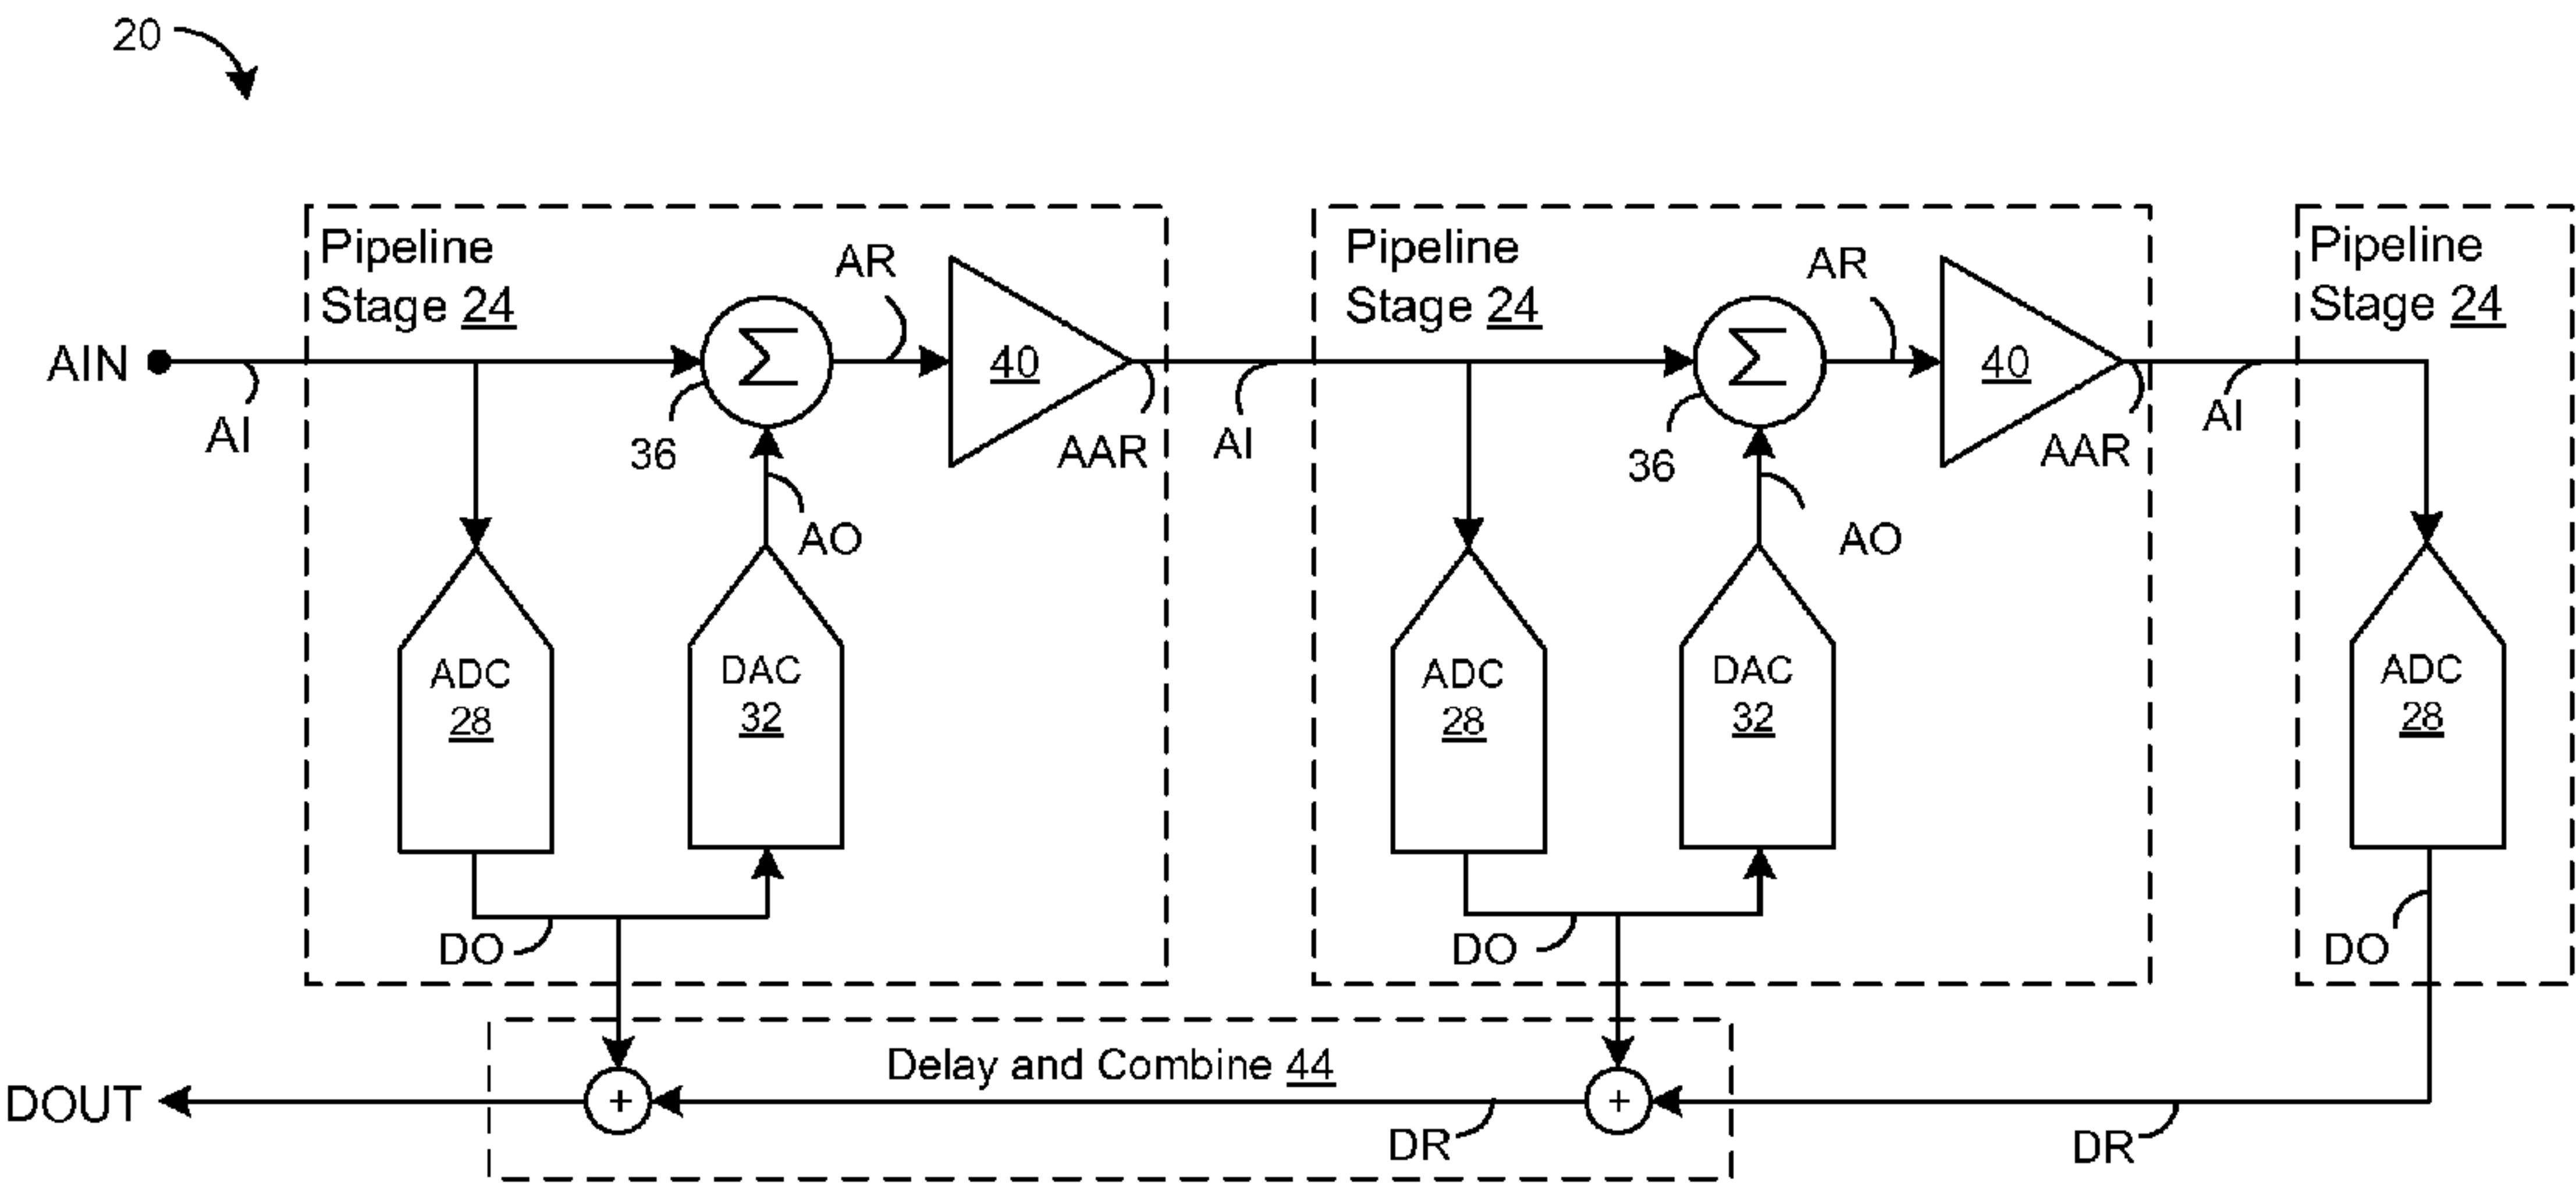 20
Pipeline
Stage 24
AR
40
Σ
AIN
AI
36
AAR
AO
ADC
28
DAC
32
DO
AI
Pipeline
Stage 24
AR
40
Σ
36
AAR
AO
ADC
28
DAC
32
DO
AI
Pipeline
Stage 24
ADC
28
DO
Delay and Combine 44
DOUT
+
+
DR
DR